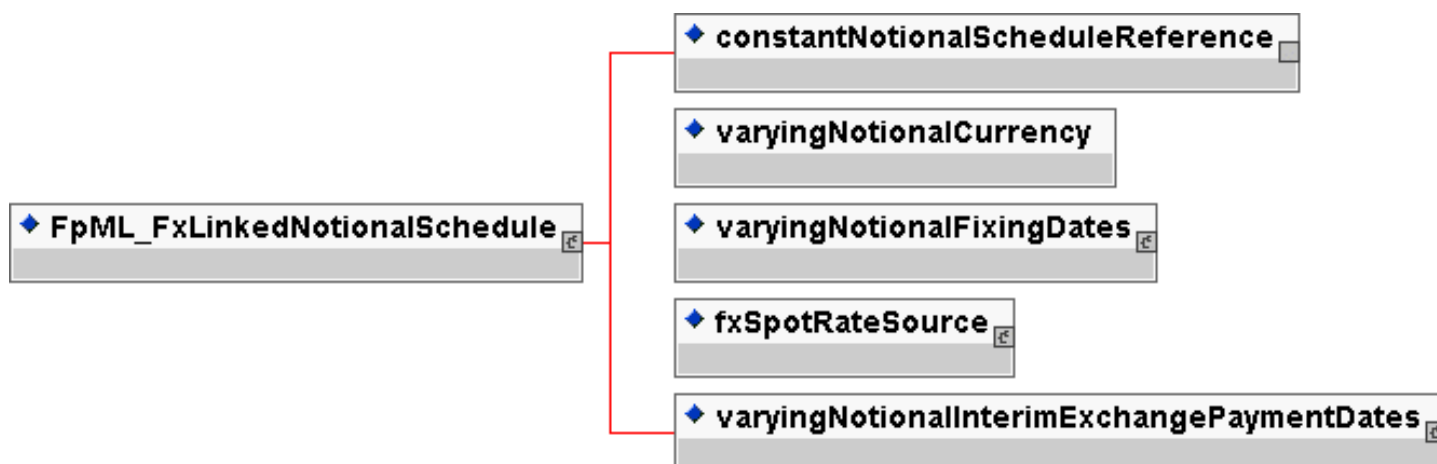 constantNotionalScheduleReference
varyingNotionalCurrency
FpML_FxLinkedNotionalSchedule
varyingNotionalFixingDates
fxSpotRateSource
varyingNotionalInterimExchangePaymentDates